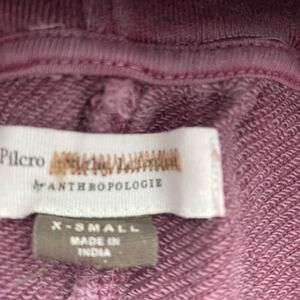 Pilcro
by ANTHROPOLOGIE
X-SMALL
MADE IN
INDIA